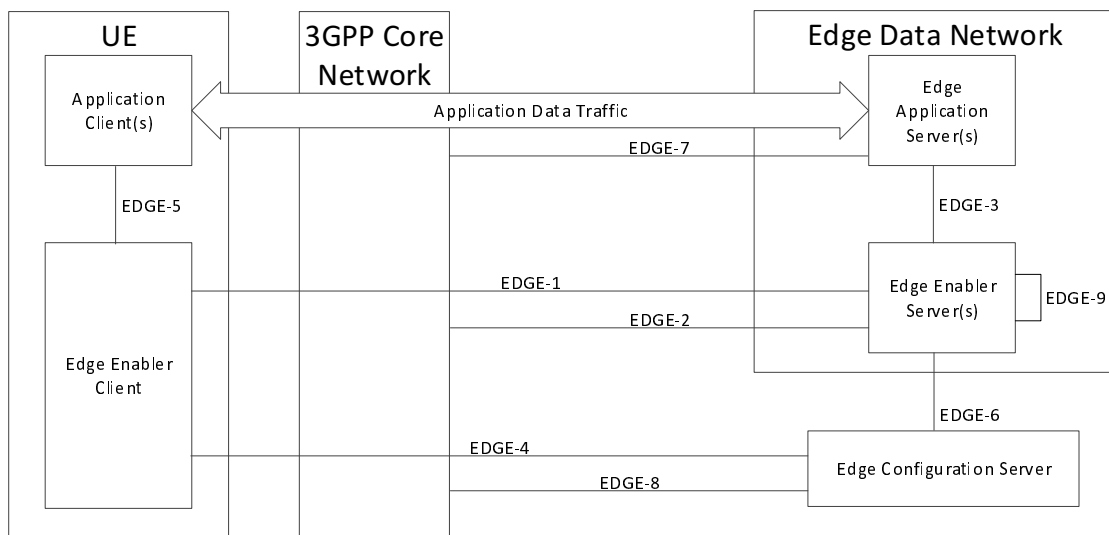 UE
3GPP Core
Network
Edge Data Network
Application
Client(s)
Application Data Traffic
Edge
Application
Server(s)
EDGE-7
EDGE-5
EDGE-3
EDGE-1
Edge Enabler
Server(s)
EDGE-9
EDGE-2
Edge Enabler
Client
EDGE-6
EDGE-4
Edge Configuration Server
EDGE-8